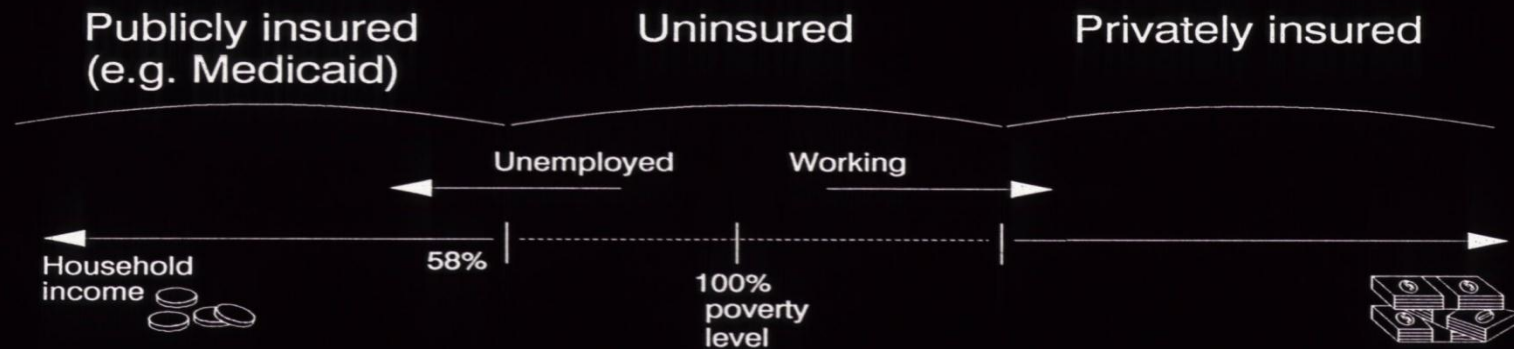 Publicly insured
(e.g. Medicaid)
Uninsured
Privately insured
Unemployed
Working
Household
income
58%
100%
poverty
level